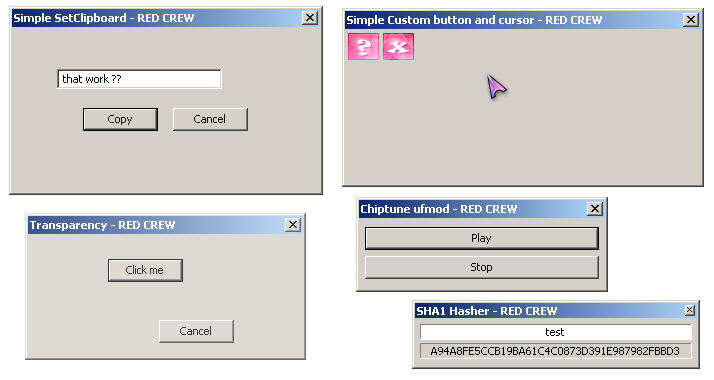 Simple SetClipboard - RED CREW
that work ??
Copy
Cancel
Simple Custom button and cursor - RED CREW
? X
Transparency - RED CREW
Click me
Cancel
Chiptune ufmod - RED CREW
Play
Stop
SHA1 Hasher - RED CREW
test
A94A8FE5CCB19BA61C4C0873D391E987982FBBD3